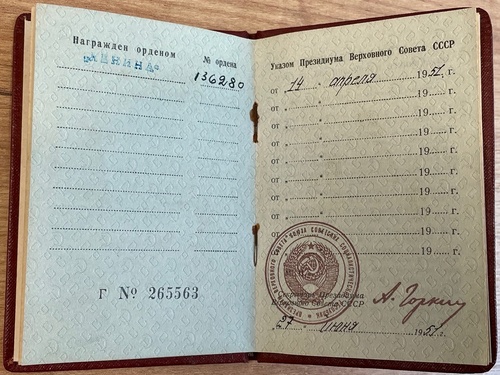 Награжден орденом
№ ордена
"ЛЕНИНА"
136280
Г № 265563
Указом Президиума Верховного Совета СССР
от "14" апреля 1951 г.
от " " 19 г.
от " " 19 г.
от " " 19 г.
от " " 19 г.
от " " 19 г.
от " " 19 г.
от " " 19 г.
от " " 19 г.
от " " 19 г.
Секретарь Президиума
Верховного Совета СССР
А. Горкин
"27" июня 1951 г.